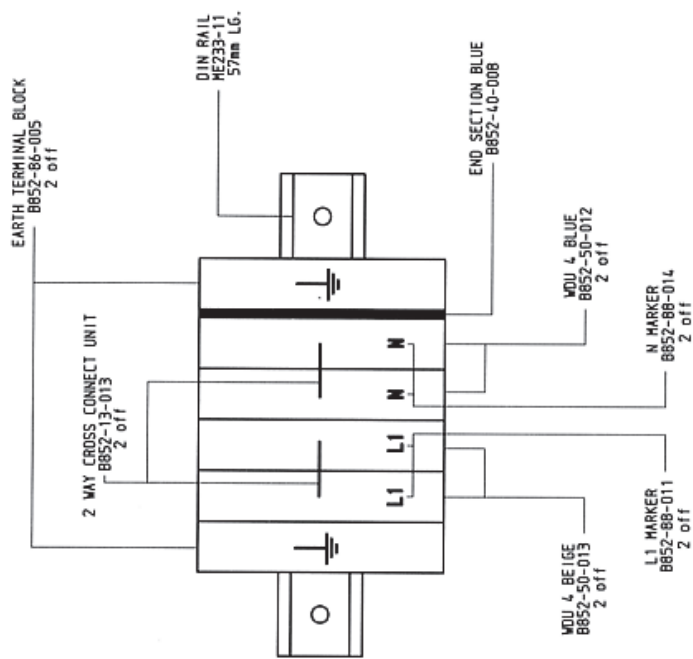 EARTH TERMINAL BLOCK
B852-86-005
2 off
2 WAY CROSS CONNECT UNIT
B852-13-013
2 off
DIN RAIL
ME233-11
57mm LG.
END SECTION BLUE
B852-40-008
L1
L1
N
N
WDU 4 BEIGE
B852-50-013
2 off
L1 MARKER
B852-88-011
2 off
WDU 4 BLUE
B852-50-012
2 off
N MARKER
B852-88-014
2 off